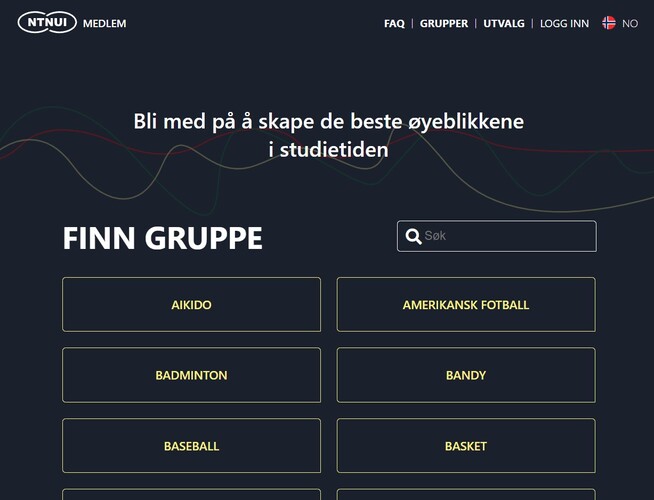 NTNUI MEDLEM
FAQ | GRUPPER | UTVALG | LOGG INN NO
Bli med på å skape de beste øyeblikkene
i studietiden
FINN GRUPPE
Søk
AIKIDO
AMERIKANSK FOTBALL
BADMINTON
BANDY
BASEBALL
BASKET